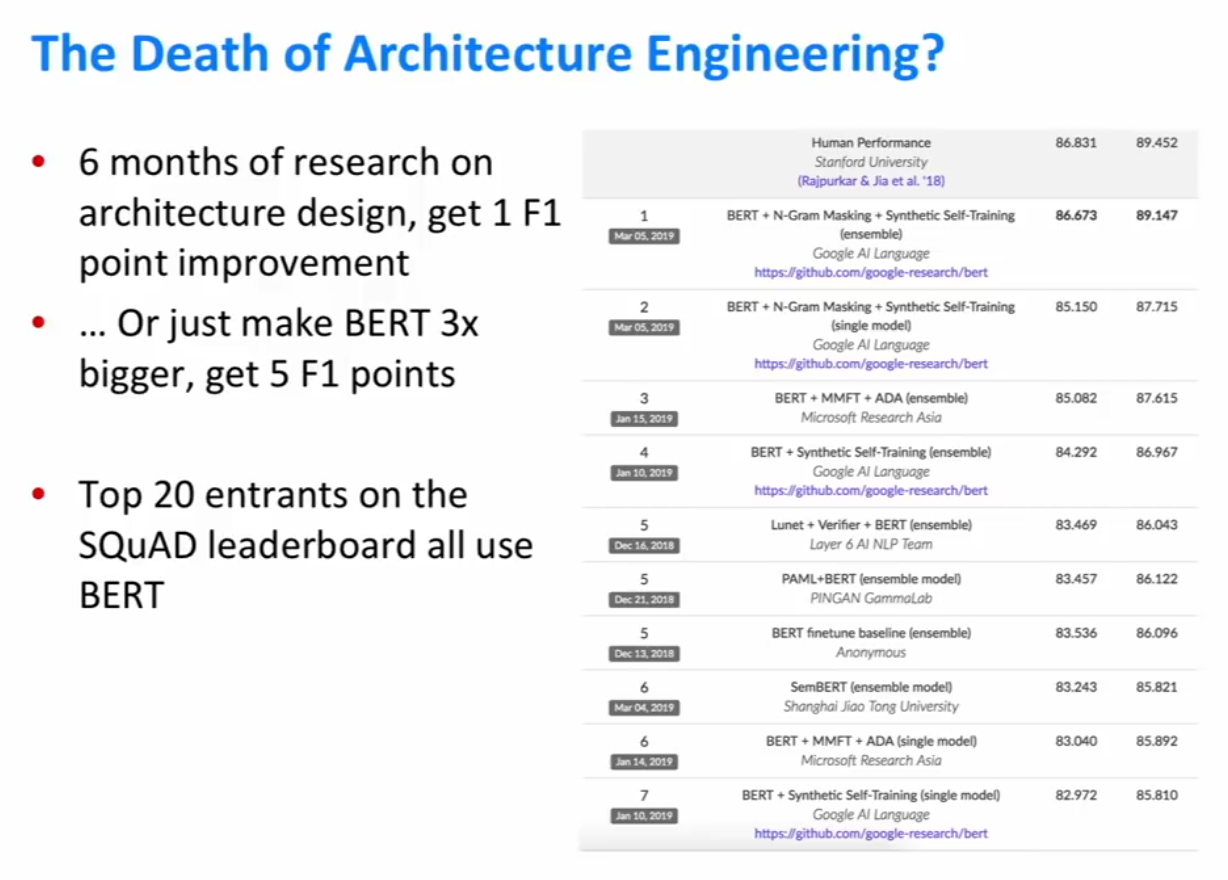 The Death of Architecture Engineering?
• 6 months of research on
architecture design, get 1 F1
point improvement
• ... Or just make BERT 3x
bigger, get 5 F1 points
• Top 20 entrants on the
SQuAD leaderboard all use
BERT
Human Performance 86.831 89.452
Stanford University
(Rajpurkar & Jia et al. '18)
1 BERT + N-Gram Masking + Synthetic Self-Training 86.673 89.147
Mar 05, 2019 (ensemble)
Google AI Language
https://github.com/google-research/bert
2 BERT + N-Gram Masking + Synthetic Self-Training 85.150 87.715
Mar 05, 2019 (single model)
Google AI Language
https://github.com/google-research/bert
3 BERT + MMFT + ADA (ensemble) 85.082 87.615
Jan 15, 2019 Microsoft Research Asia
4 BERT + Synthetic Self-Training (ensemble) 84.292 86.967
Jan 10, 2019 Google AI Language
https://github.com/google-research/bert
5 Lunet + Verifier + BERT (ensemble) 83.469 86.043
Dec 16, 2018 Layer 6 AI NLP Team
5 PAML+BERT (ensemble model) 83.457 86.122
Dec 21, 2018 PINGAN GammaLab
5 BERT finetune baseline (ensemble) 83.536 86.096
Dec 13, 2018 Anonymous
6 SemBERT (ensemble model) 83.243 85.821
Mar 04, 2019 Shanghai Jiao Tong University
6 BERT + MMFT + ADA (single model) 83.040 85.892
Jan 14, 2019 Microsoft Research Asia
7 BERT + Synthetic Self-Training (single model) 82.972 85.810
Jan 10, 2019 Google AI Language
https://github.com/google-research/bert